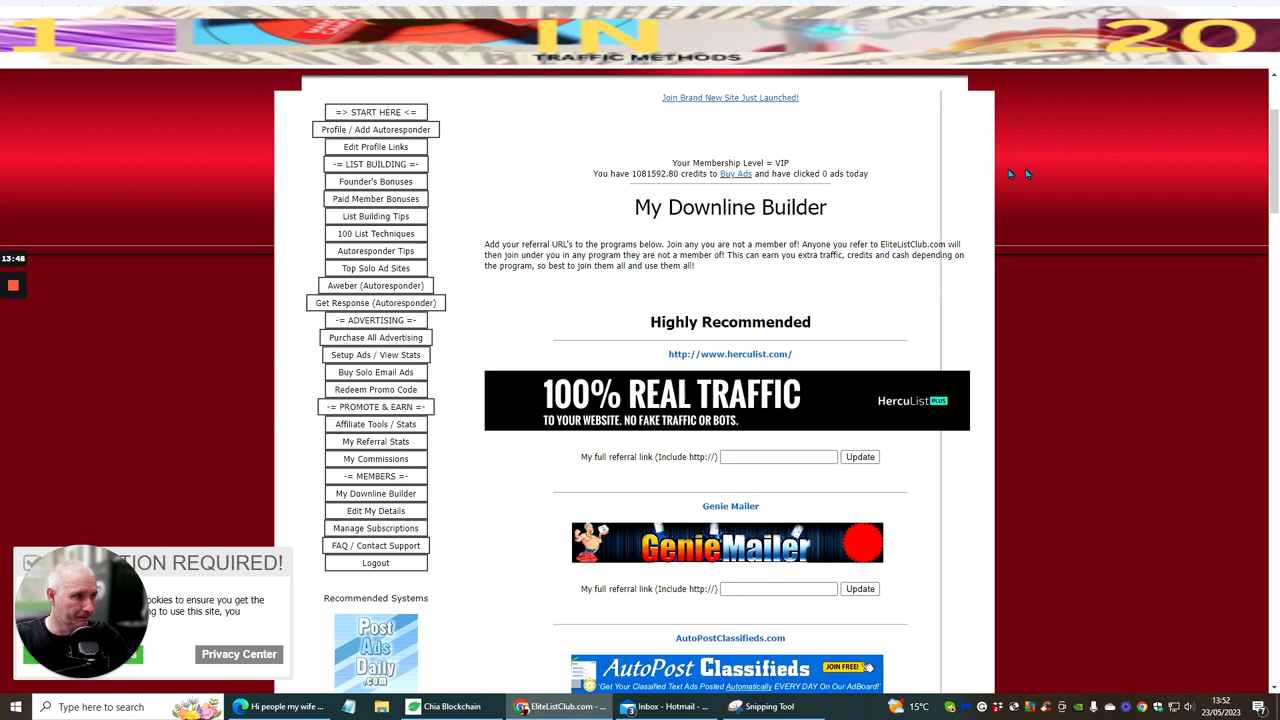 1 IN 20
TRAFFIC METHODS
Join Brand New Site Just Launched!
=> START HERE <=
Profile / Add Autoresponder
Edit Profile Links
-= LIST BUILDING =-
Founder's Bonuses
Paid Member Bonuses
List Building Tips
100 List Techniques
Autoresponder Tips
Top Solo Ad Sites
Aweber (Autoresponder)
Get Response (Autoresponder)
-= ADVERTISING =-
Purchase All Advertising
Setup Ads / View Stats
Buy Solo Email Ads
Redeem Promo Code
-= PROMOTE & EARN =-
Affiliate Tools / Stats
My Referral Stats
My Commissions
-= MEMBERS =-
My Downline Builder
Edit My Details
Manage Subscriptions
FAQ / Contact Support
Logout
Recommended Systems
Post
Ads
Daily
.com
Your Membership Level = VIP
You have 1081592.80 credits to Buy Ads and have clicked 0 ads today
My Downline Builder
Add your referral URL's to the programs below. Join any you are not a member of! Anyone you refer to EliteListClub.com will
then join under you in any program they are not a member of! This can earn you extra traffic, credits and cash depending on
the program, so best to join them all and use them all!
Highly Recommended
http://www.herculist.com/
100% REAL TRAFFIC
TO YOUR WEBSITE. NO FAKE TRAFFIC OR BOTS.
HercuList PLUS
My full referral link (Include http://) Update
Genie Mailer
GenieMailer
My full referral link (Include http://) Update
AutoPostClassifieds.com
AutoPost Classifieds JOIN FREE!
'Get Your Classified Text Ads Posted Automatically EVERY DAY On Our AdBoard!'
13:48
TION REQUIRED!
ookies to ensure you get the
ng to use this site, you
Privacy Center
Type here to search
Hi people my wife ...
Chia Blockchain
EliteListClub.com - ...
Inbox - Hotmail - ...
Snipping Tool
15°C
13:52
23/05/2023